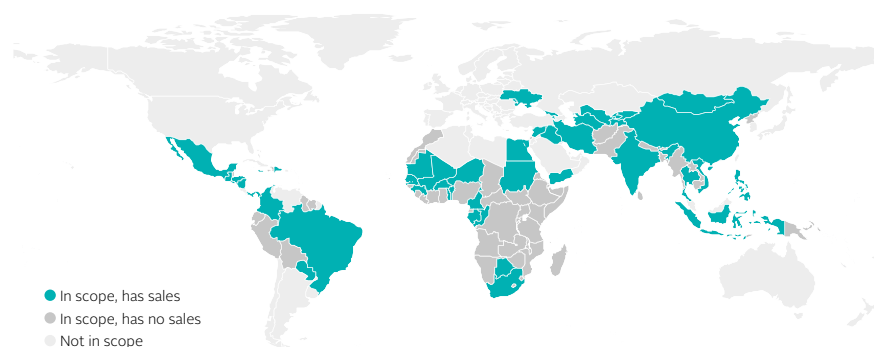 In scope, has sales
In scope, has no sales
Not in scope